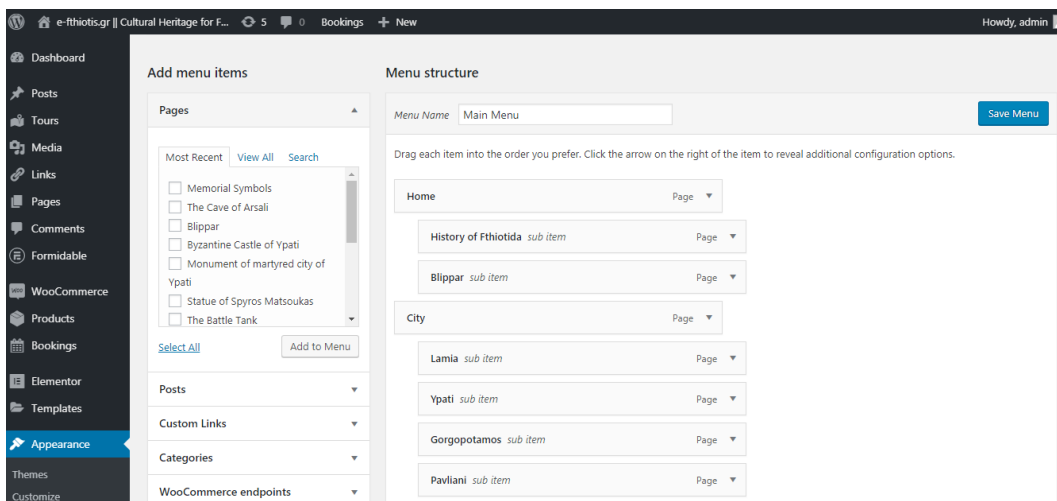 e-fthiotis.gr || Cultural Heritage for F... 5 0 Bookings + New Howdy, admin
Dashboard
Posts
Tours
Media
Links
Pages
Comments
Formidable
WooCommerce
Products
Bookings
Elementor
Templates
Appearance
Themes
Customize
Add menu items
Pages
Most Recent View All Search
Memorial Symbols
The Cave of Arsali
Blippar
Byzantine Castle of Ypati
Monument of martyred city of
Ypati
Statue of Spyros Matsoukas
The Battle Tank
Select All Add to Menu
Posts
Custom Links
Categories
WooCommerce endpoints
Menu structure
Menu Name Main Menu Save Menu
Drag each item into the order you prefer. Click the arrow on the right of the item to reveal additional configuration options.
Home Page
History of Fthiotida sub item Page
Blippar sub item Page
City Page
Lamia sub item Page
Ypati sub item Page
Gorgopotamos sub item Page
Pavliani sub item Page